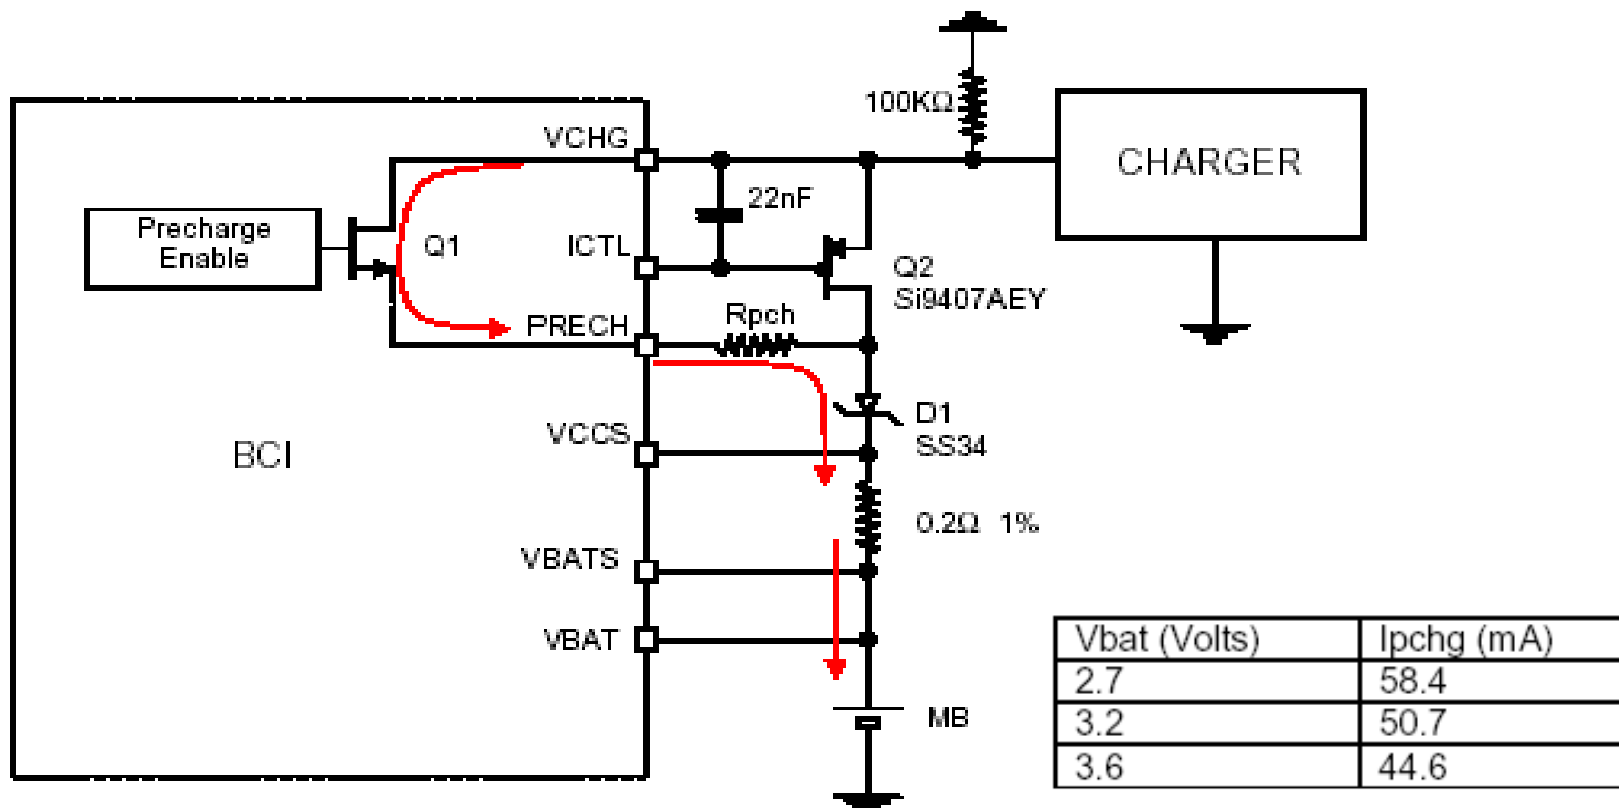 100KΩ
VCHG
CHARGER
22nF
Precharge
Enable
Q1
ICTL
Q2
Si9407AEY
Rpch
PRECH
D1
SS34
VCCS
BCI
0.2Ω 1%
VBATS
VBAT
MB
Vbat (Volts) Ipchg (mA)
2.7 58.4
3.2 50.7
3.6 44.6